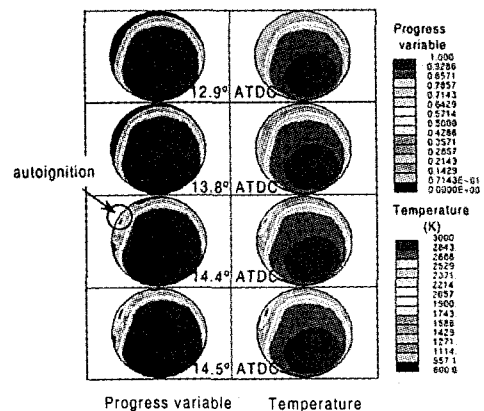 Progress
variable
1.000
0.9286
0.8571
0.7857
0.7143
0.6429
0.5714
0.5000
0.4286
0.3571
0.2857
0.2143
0.1429
0.7143E-01
0.0000E+00
12.9° ATDC
13.8° ATDC
autoignition
14.4° ATDC
14.5° ATDC
Temperature
(K)
3000
2843
2686
2529
2371
2214
2057
1900
1743
1586
1429
1271
1114
957.1
800.0
Progress variable
Temperature